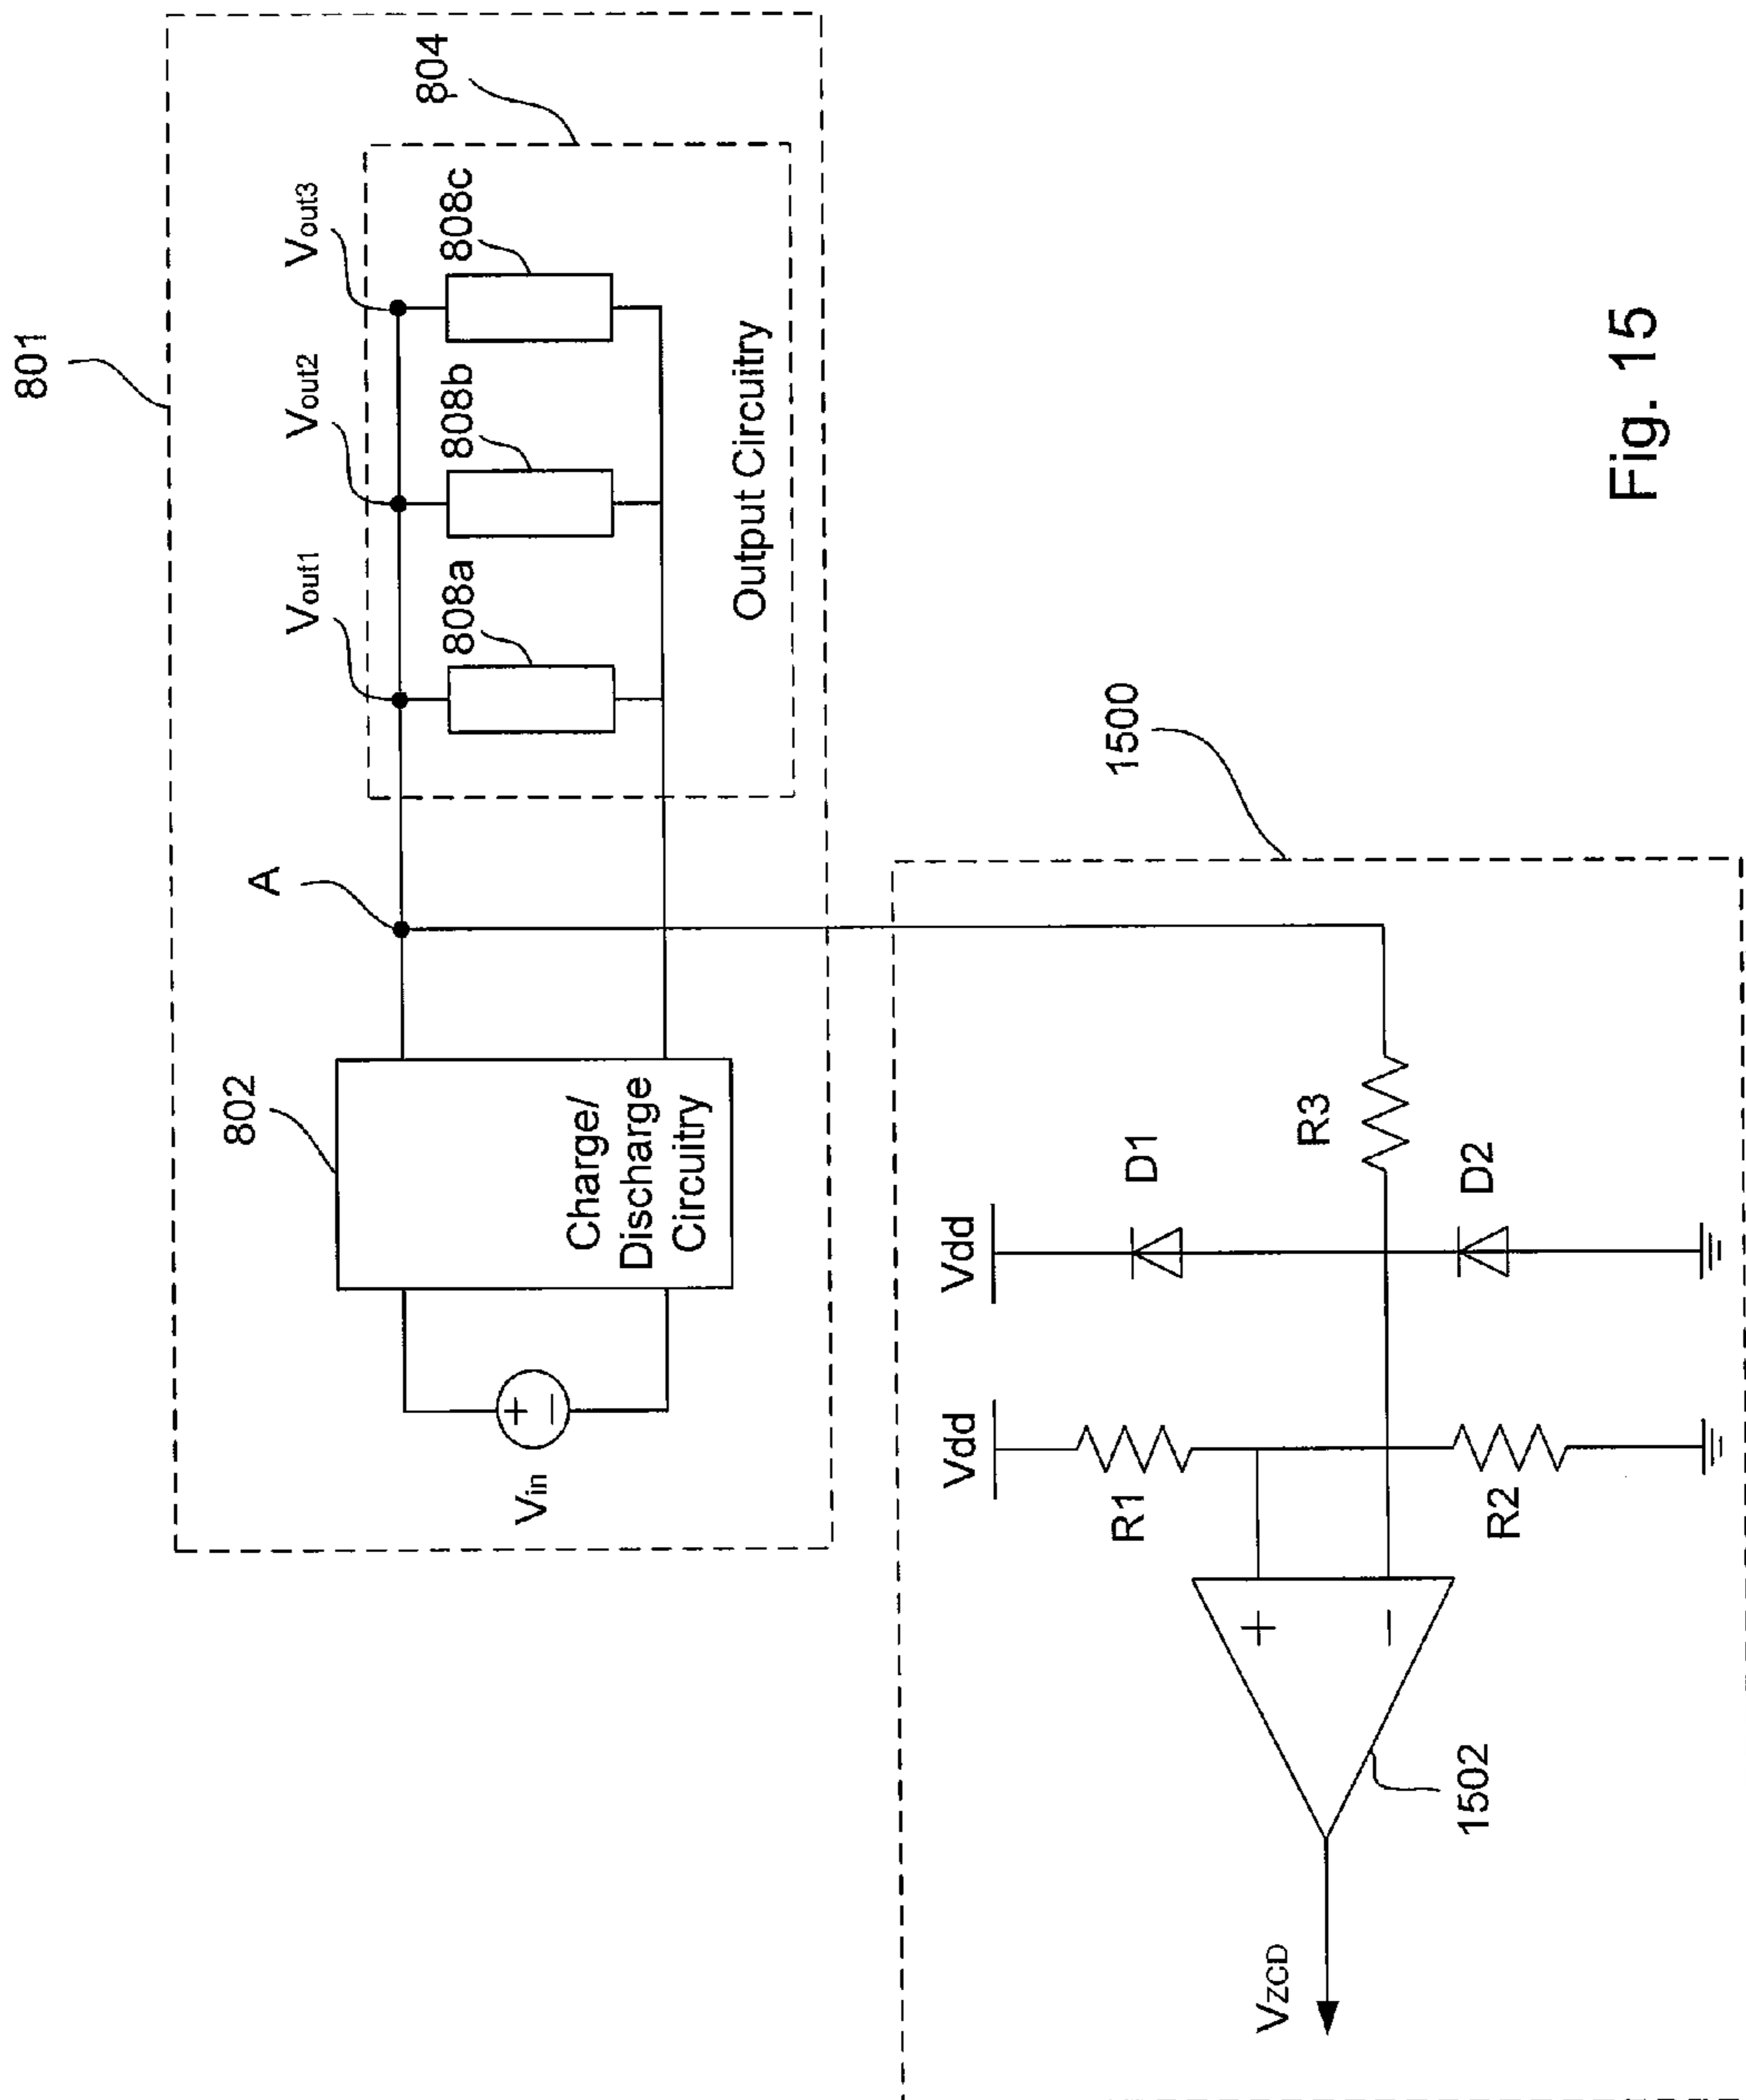 801
804
Vout1
Vout2
Vout3
A
802
808a
808b
808c
Vin
Charge/
Discharge
Circuitry
Output Circuitry
1500
Vdd
Vdd
R1
D1
R3
R2
D2
+
−
+
−
VZCD
1502
Fig. 15